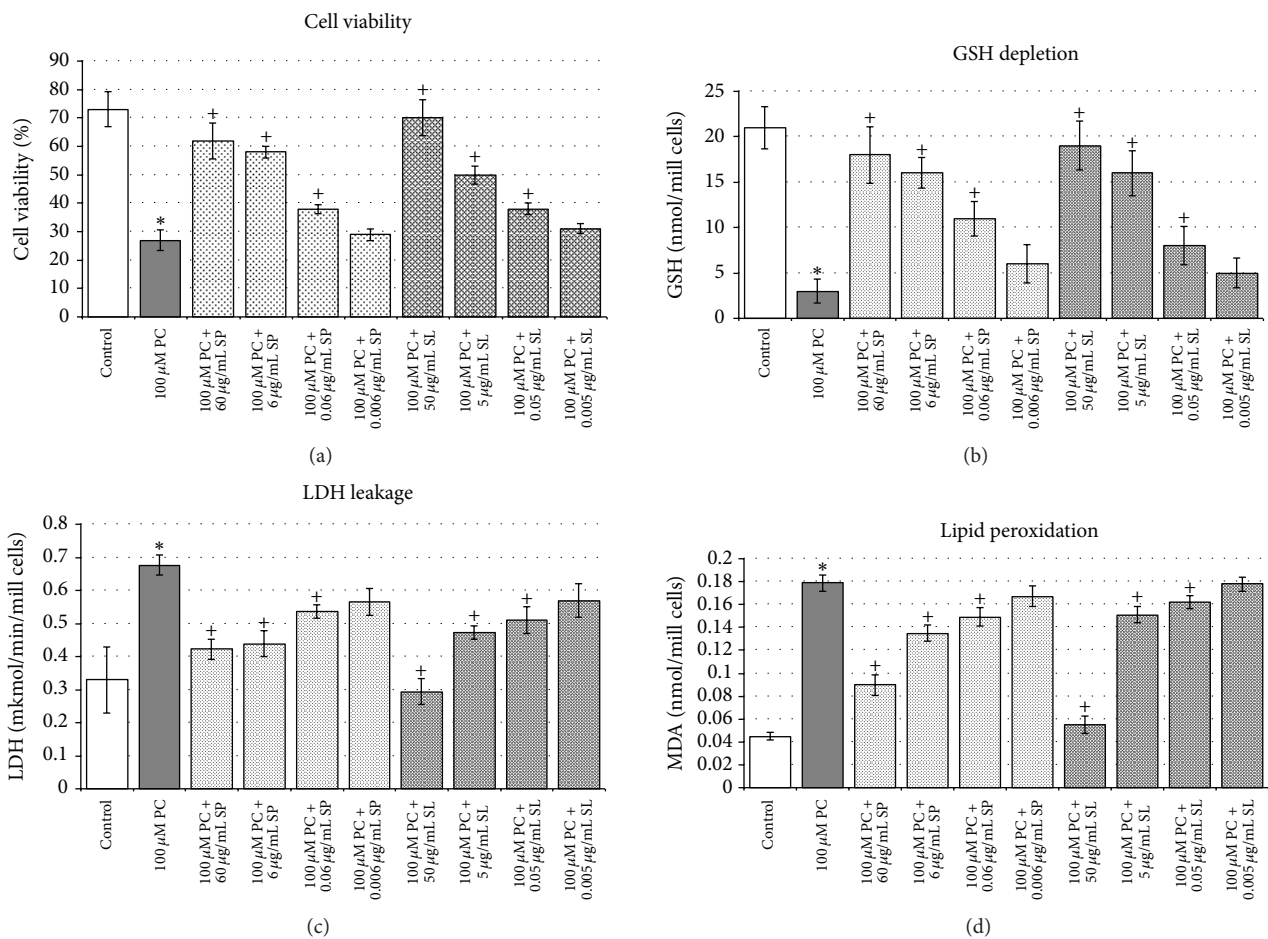 Cell viability
Cell viability (%)
80
70
60
50
40
30
20
10
0
*
+
+
+
+
+
+
Control
100 μM PC
100 μM PC +
60 μg/mL SP
100 μM PC +
6 μg/mL SP
100 μM PC +
0.06 μg/mL SP
100 μM PC +
0.006 μg/mL SP
100 μM PC +
50 μg/mL SL
100 μM PC +
5 μg/mL SL
100 μM PC +
0.05 μg/mL SL
100 μM PC +
0.005 μg/mL SL
(a)
GSH depletion
GSH (nmol/mill cells)
25
20
15
10
5
0
*
+
+
+
+
+
+
Control
100 μM PC
100 μM PC +
60 μg/mL SP
100 μM PC +
6 μg/mL SP
100 μM PC +
0.06 μg/mL SP
100 μM PC +
0.006 μg/mL SP
100 μM PC +
50 μg/mL SL
100 μM PC +
5 μg/mL SL
100 μM PC +
0.05 μg/mL SL
100 μM PC +
0.005 μg/mL SL
(b)
LDH leakage
LDH (mkmol/min/mill cells)
0.8
0.7
0.6
0.5
0.4
0.3
0.2
0.1
0
*
+
+
+
+
+
+
Control
100 μM PC
100 μM PC +
60 μg/mL SP
100 μM PC +
6 μg/mL SP
100 μM PC +
0.06 μg/mL SP
100 μM PC +
0.006 μg/mL SP
100 μM PC +
50 μg/mL SL
100 μM PC +
5 μg/mL SL
100 μM PC +
0.05 μg/mL SL
100 μM PC +
0.005 μg/mL SL
(c)
Lipid peroxidation
MDA (nmol/mill cells)
0.2
0.18
0.16
0.14
0.12
0.1
0.08
0.06
0.04
0.02
0
*
+
+
+
+
+
+
Control
100 μM PC
100 μM PC +
60 μg/mL SP
100 μM PC +
6 μg/mL SP
100 μM PC +
0.06 μg/mL SP
100 μM PC +
0.006 μg/mL SP
100 μM PC +
50 μg/mL SL
100 μM PC +
5 μg/mL SL
100 μM PC +
0.05 μg/mL SL
100 μM PC +
0.005 μg/mL SL
(d)